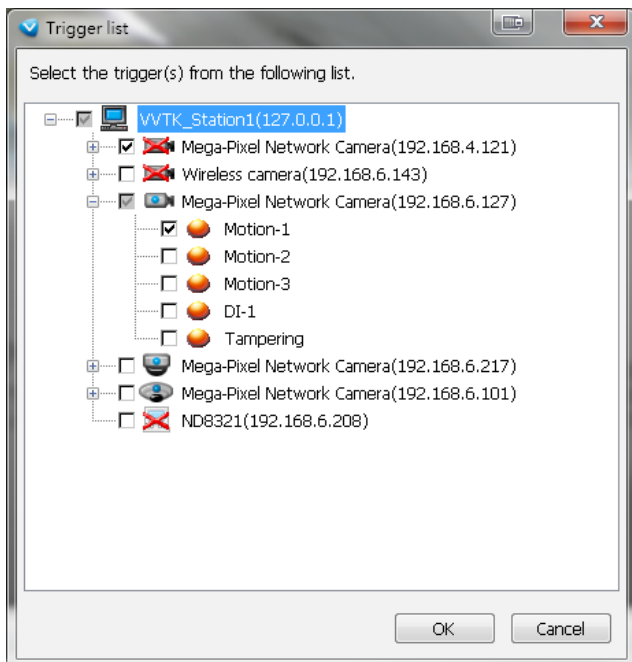 Trigger list
Select the trigger(s) from the following list.
VVTK_Station1(127.0.0.1)
Mega-Pixel Network Camera(192.168.4.121)
Wireless camera(192.168.6.143)
Mega-Pixel Network Camera(192.168.6.127)
Motion-1
Motion-2
Motion-3
DI-1
Tampering
Mega-Pixel Network Camera(192.168.6.217)
Mega-Pixel Network Camera(192.168.6.101)
ND8321(192.168.6.208)
OK Cancel